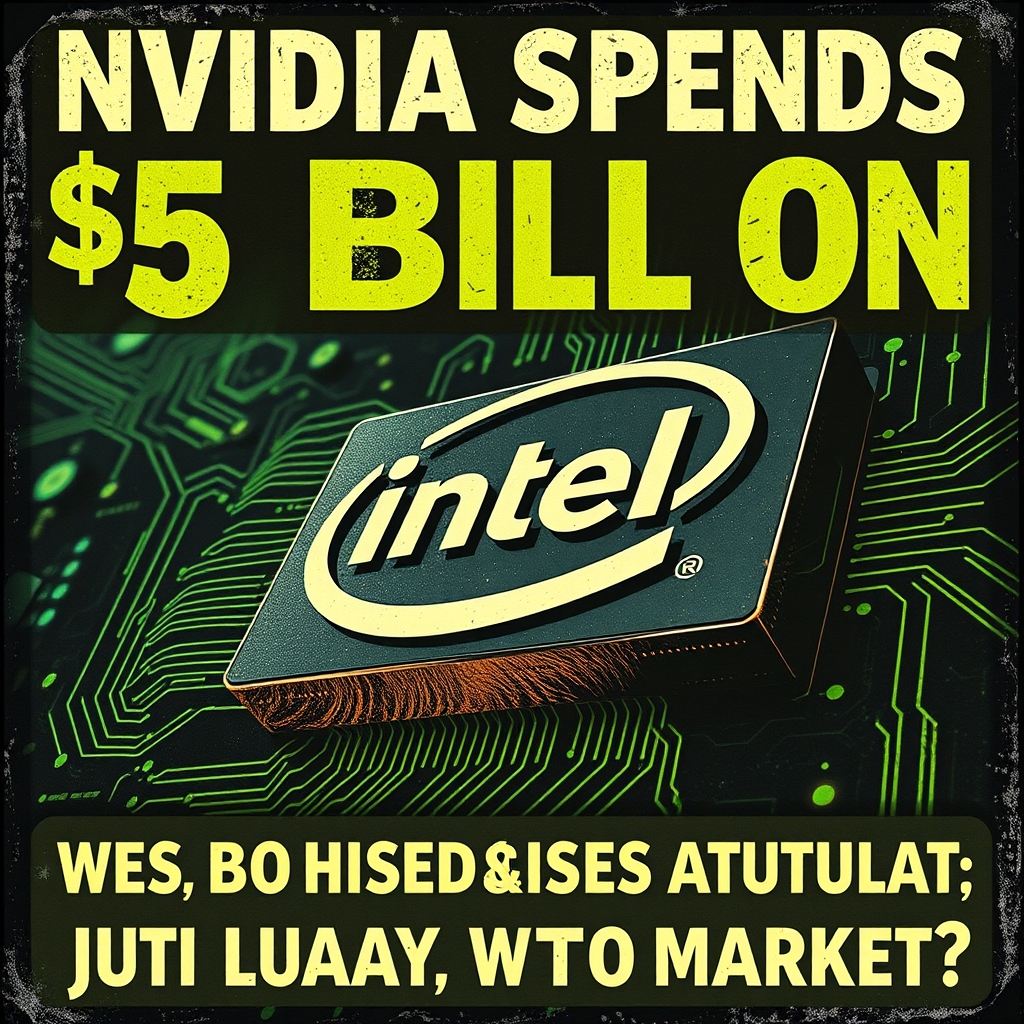 NVIDIA SPENDS
$5 BILL ON
intel
®
WES, BO HISED&ISES ATUTULAT;
JUTI LUAAY, WTO MARKET?